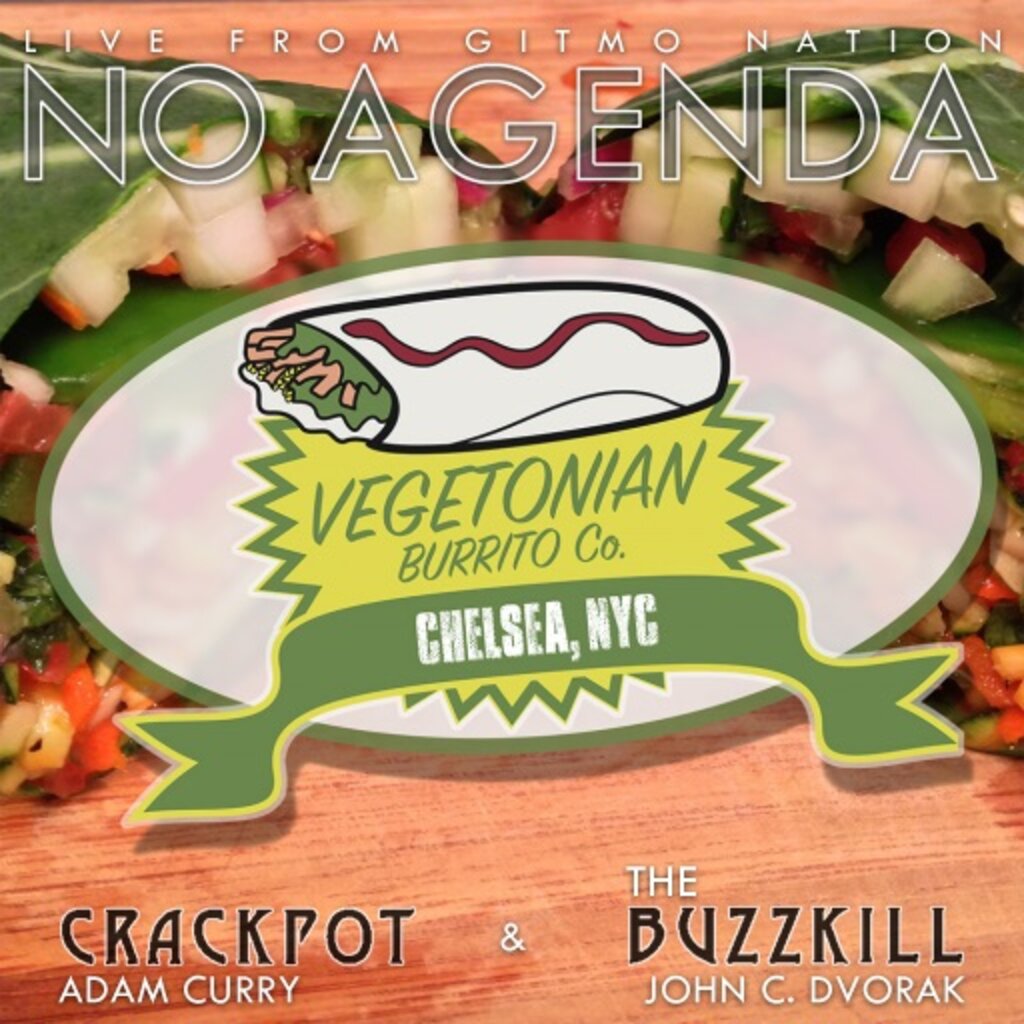 LIVE FROM GITMO NATION
NO AGENDA
VEGETONIAN
BURRITO Co.
CHELSEA, NYC
CRACKPOT & THE BUZZKILL
ADAM CURRY JOHN C. DVORAK